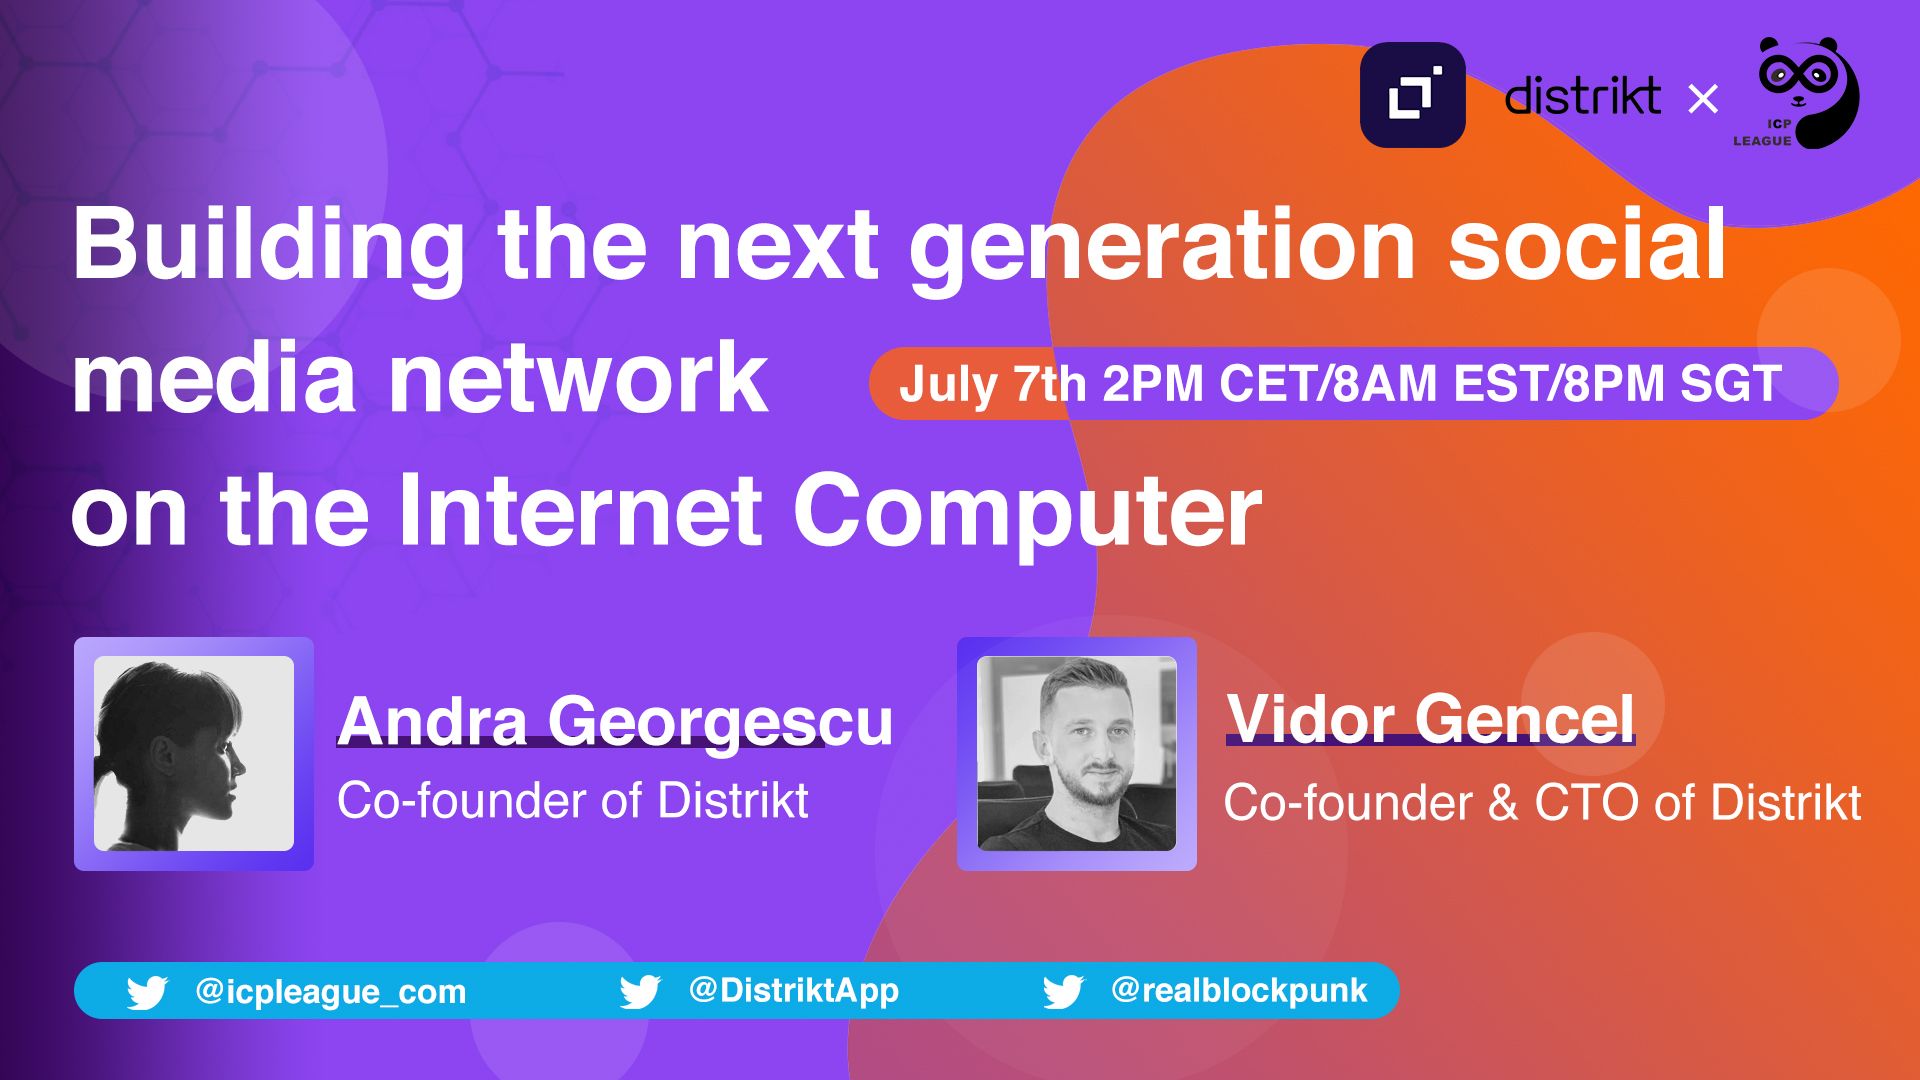 distrikt ×
ICP
LEAGUE
Building the next generation social
media network
July 7th 2PM CET/8AM EST/8PM SGT
on the Internet Computer
Andra Georgescu
Co-founder of Distrikt
Vidor Gencel
Co-founder & CTO of Distrikt
@icpleague_com
@DistriktApp
@realblockpunk